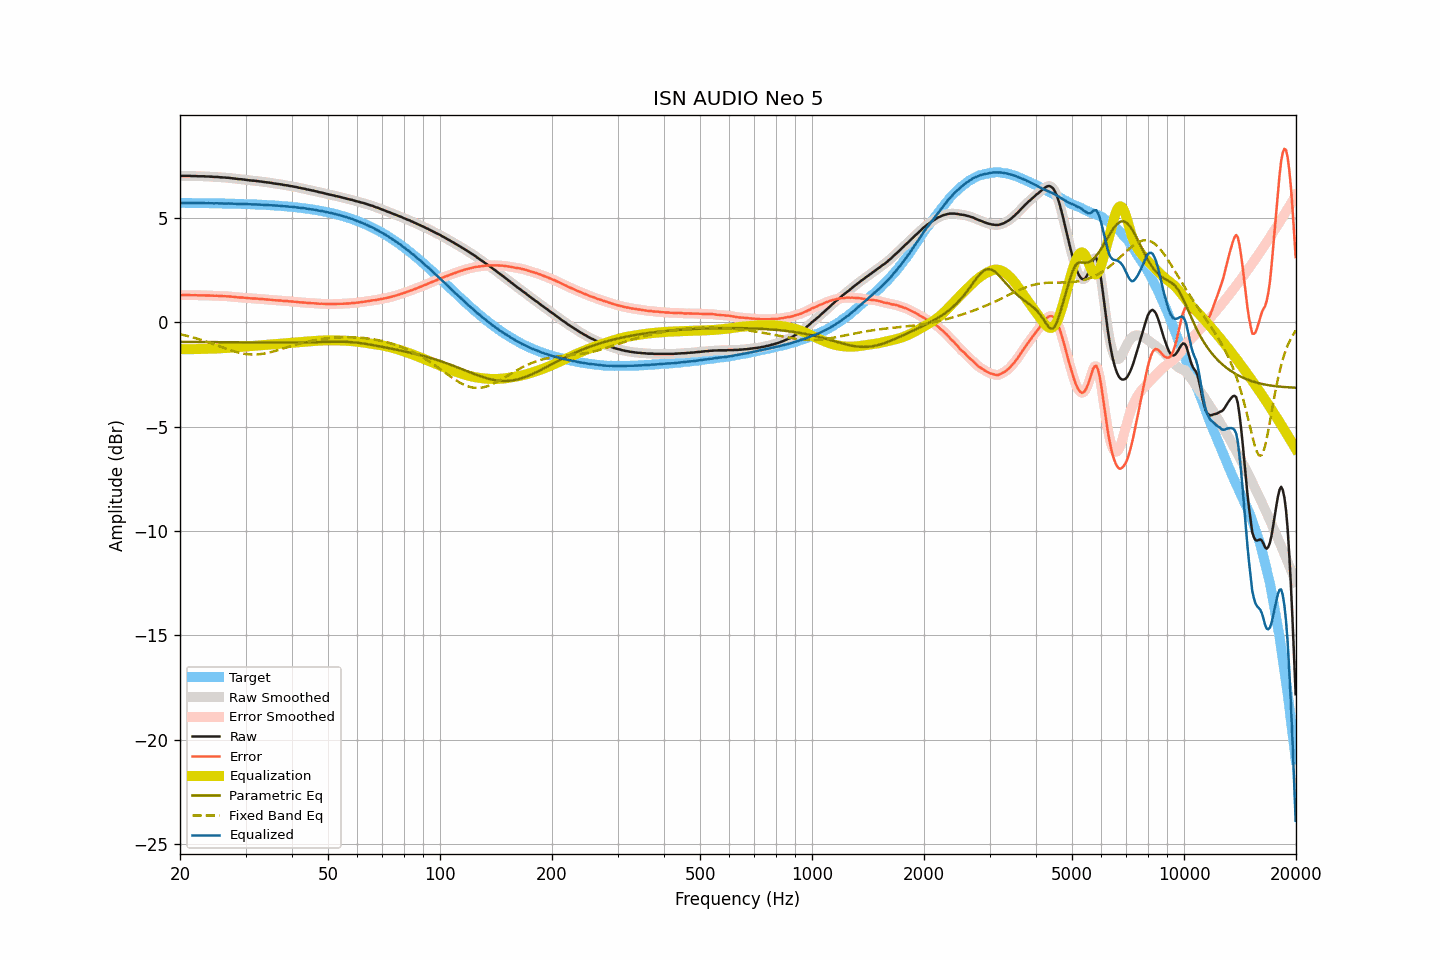 ISN AUDIO Neo 5
Amplitude (dBr)
5
0
−5
−10
−15
−20
−25
Target
Raw Smoothed
Error Smoothed
Raw
Error
Equalization
Parametric Eq
Fixed Band Eq
Equalized
20 50 100 200 500 1000 2000 5000 10000 20000
Frequency (Hz)